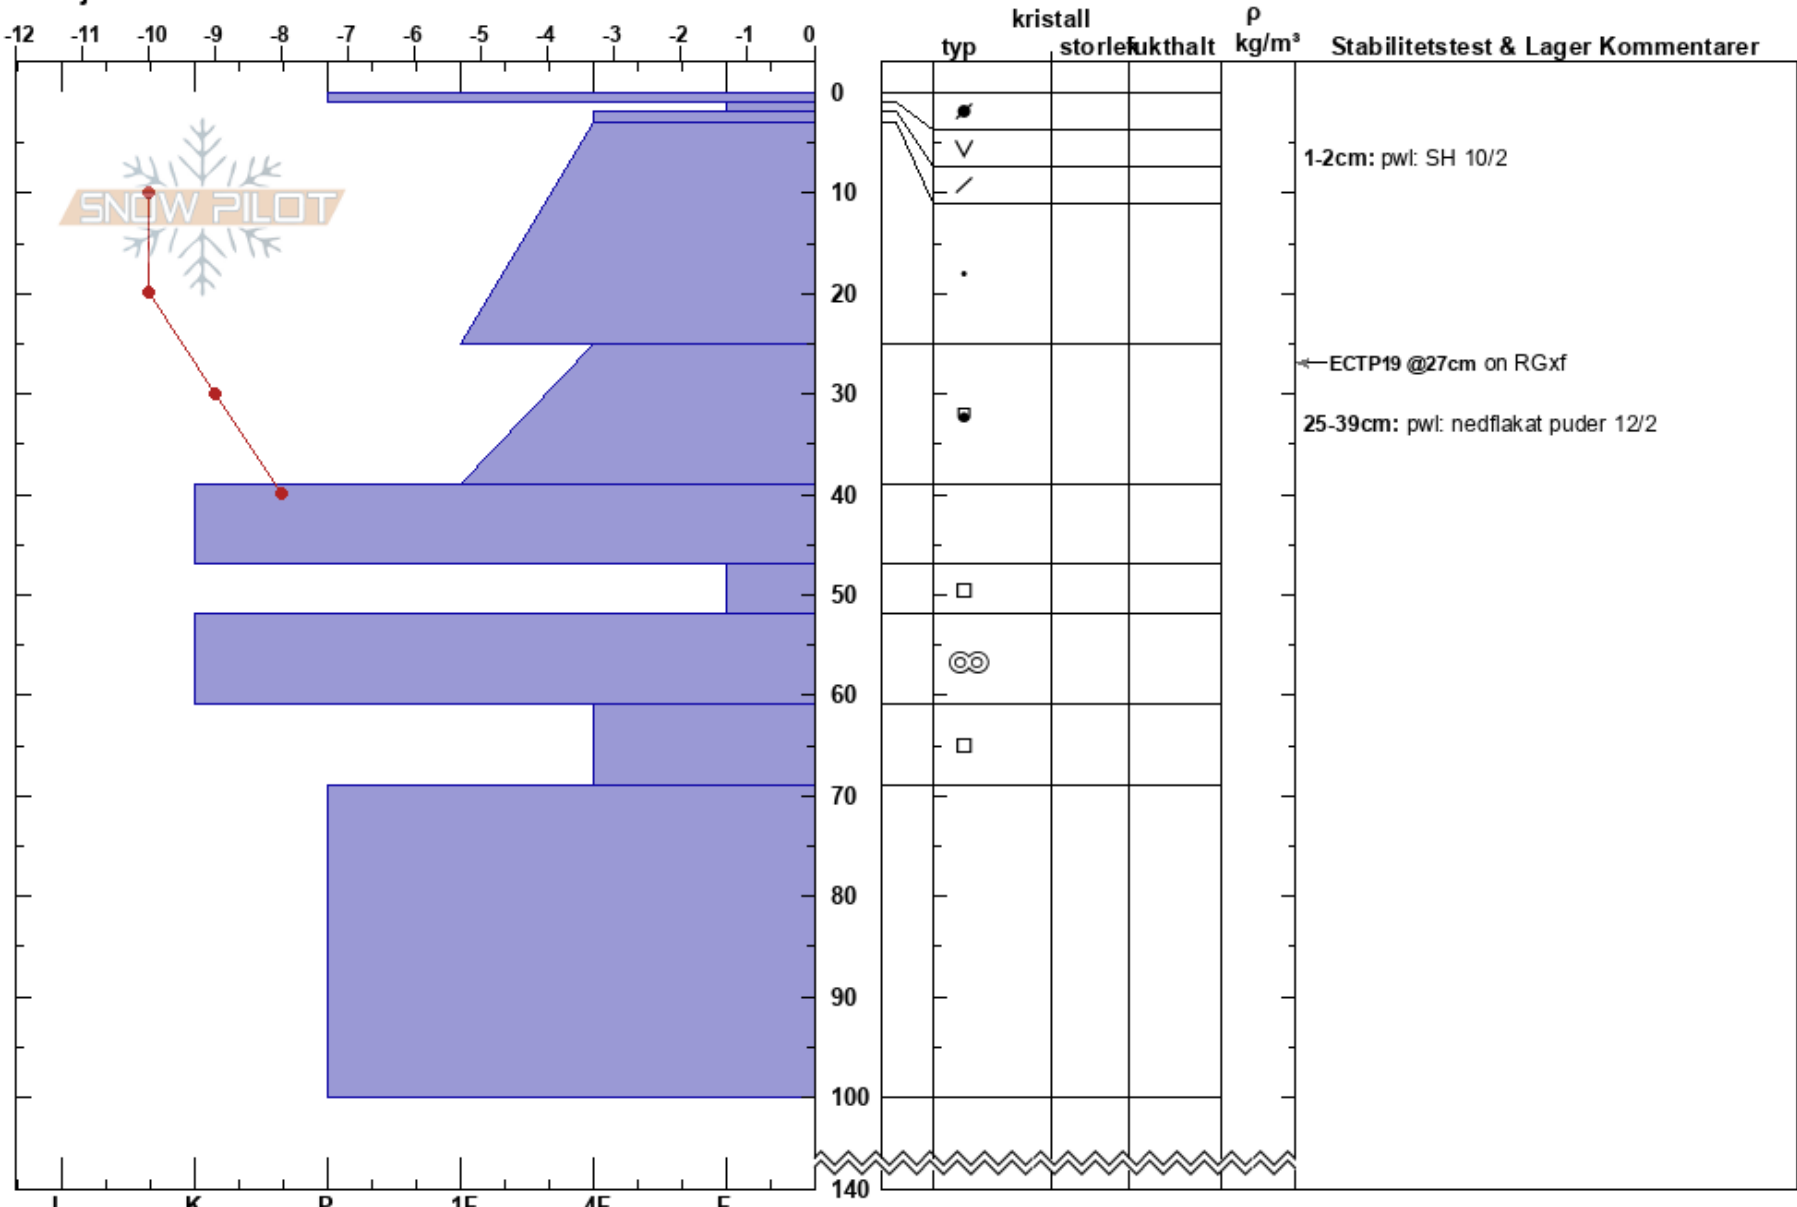 kristall
ρ
-12 -11 -10 -9 -8 -7 -6 -5 -4 -3 -2 -1 0
typ storlek fukthalt kg/m³ Stabilitetstest & Lager Kommentarer
0
1-2cm: pwl: SH 10/2
10
SNOW PILOT
20
ECTP19 @27cm on RGxf
30
25-39cm: pwl: nedflakat puder 12/2
40
50
60
70
80
90
100
140
I K P 1F 4F F